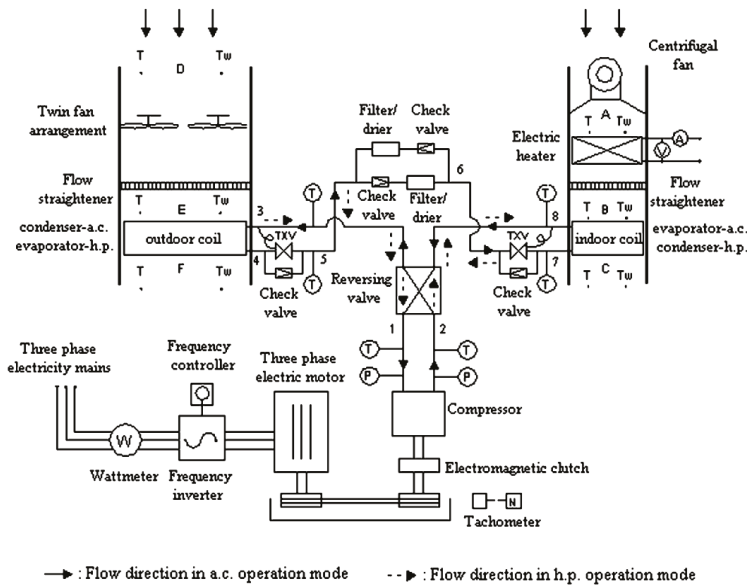 T
Tw
D
Twin fan
arrangement
Flow
straightener
T
Tw
E
condenser-a.c.
evaporator-h.p.
outdoor coil
T
Tw
F
3
4
TXV
5
T
T
Check
valve
Filter/
drier
Check
valve
6
Check
valve
Filter/
drier
Reversing
valve
1
2
T
T
P
P
Compressor
Electromagnetic clutch
N
Tachometer
Centrifugal
fan
A
T
Tw
Electric
heater
A
V
Flow
straightener
T
Tw
B
evaporator-a.c.
condenser-h.p.
indoor coil
T
Tw
C
T
8
TXV
7
T
Check
valve
Three phase
electricity mains
Frequency
controller
Three phase
electric motor
W
Wattmeter
Frequency
inverter
: Flow direction in a.c. operation mode
: Flow direction in h.p. operation mode